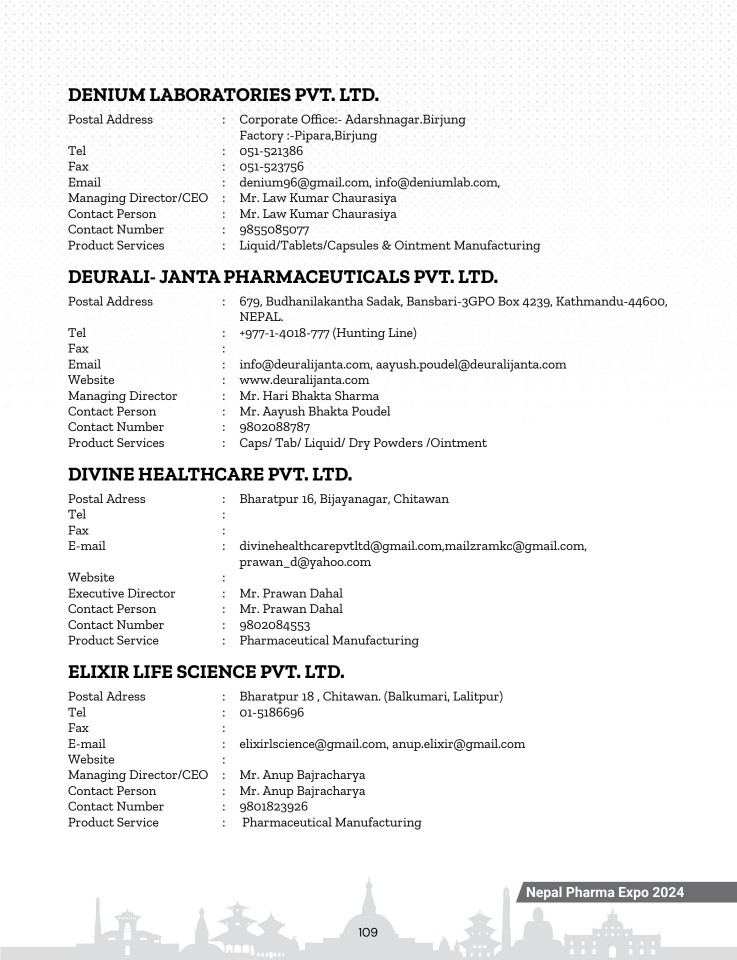 DENIUM LABORATORIES PVT. LTD.
Postal Address : Corporate Office:- Adarshnagar.Birjung
Factory :-Pipara,Birjung
Tel : 051-521386
Fax : 051-523756
Email : denium96@gmail.com, info@deniumlab.com,
Managing Director/CEO : Mr. Law Kumar Chaurasiya
Contact Person : Mr. Law Kumar Chaurasiya
Contact Number : 9855085077
Product Services : Liquid/Tablets/Capsules & Ointment Manufacturing
DEURALI- JANTA PHARMACEUTICALS PVT. LTD.
Postal Address : 679, Budhanilakantha Sadak, Bansbari-3GPO Box 4239, Kathmandu-44600,
NEPAL.
Tel : +977-1-4018-777 (Hunting Line)
Fax :
Email : info@deuralijanta.com, aayush.poudel@deuralijanta.com
Website : www.deuralijanta.com
Managing Director : Mr. Hari Bhakta Sharma
Contact Person : Mr. Aayush Bhakta Poudel
Contact Number : 9802088787
Product Services : Caps/ Tab/ Liquid/ Dry Powders /Ointment
DIVINE HEALTHCARE PVT. LTD.
Postal Adress : Bharatpur 16, Bijayanagar, Chitawan
Tel :
Fax :
E-mail : divinehealthcarepvtltd@gmail.com,mailzramkc@gmail.com,
prawan_d@yahoo.com
Website :
Executive Director : Mr. Prawan Dahal
Contact Person : Mr. Prawan Dahal
Contact Number : 9802084553
Product Service : Pharmaceutical Manufacturing
ELIXIR LIFE SCIENCE PVT. LTD.
Postal Adress : Bharatpur 18 , Chitawan. (Balkumari, Lalitpur)
Tel : 01-5186696
Fax :
E-mail : elixirlscience@gmail.com, anup.elixir@gmail.com
Website :
Managing Director/CEO : Mr. Anup Bajracharya
Contact Person : Mr. Anup Bajracharya
Contact Number : 9801823926
Product Service : Pharmaceutical Manufacturing
Nepal Pharma Expo 2024
109